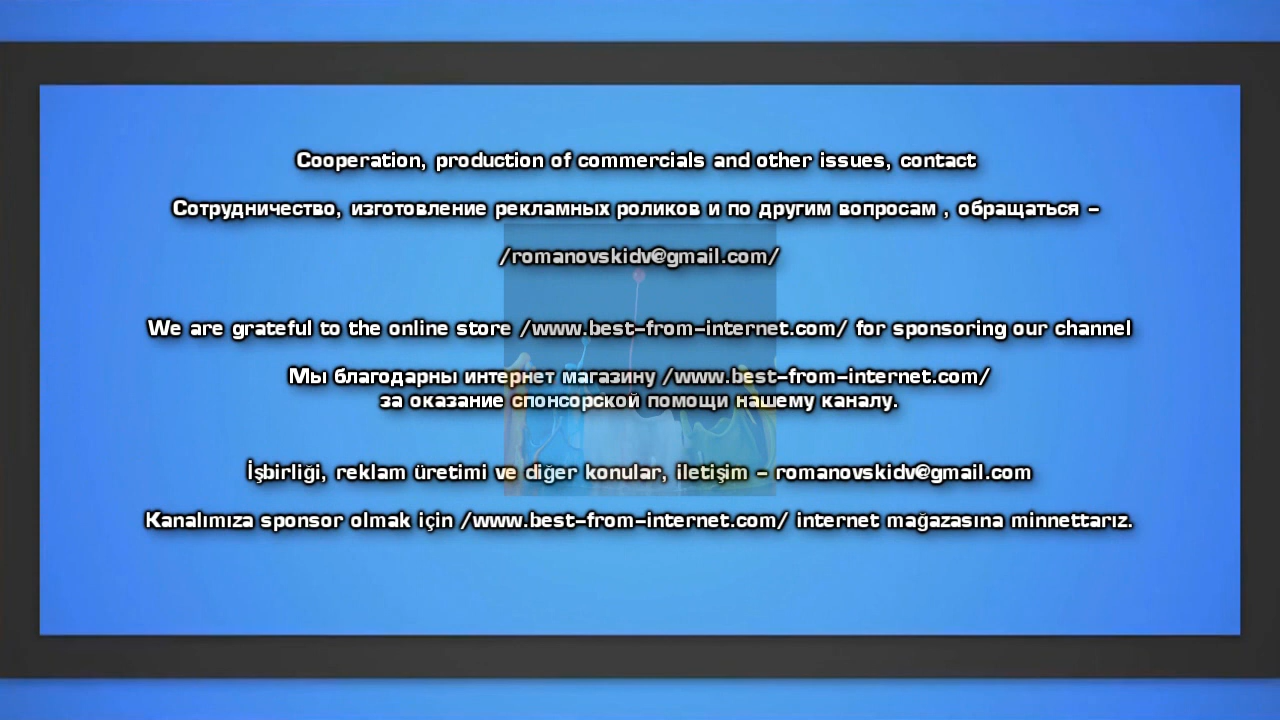 Cooperation, production of commercials and other issues, contact
Сотрудничество, изготовление рекламных роликов и по другим вопросам , обращаться -
/romanovskidv@gmail.com/
We are grateful to the online store /www.best-from-internet.com/ for sponsoring our channel
Мы благодарны интернет магазину /www.best-from-internet.com/
за оказание спонсорской помощи нашему каналу.
İşbirliği, reklam üretimi ve diğer konular, iletişim - romanovskidv@gmail.com
Kanalımıza sponsor olmak için /www.best-from-internet.com/ internet mağazasına minnettarız.